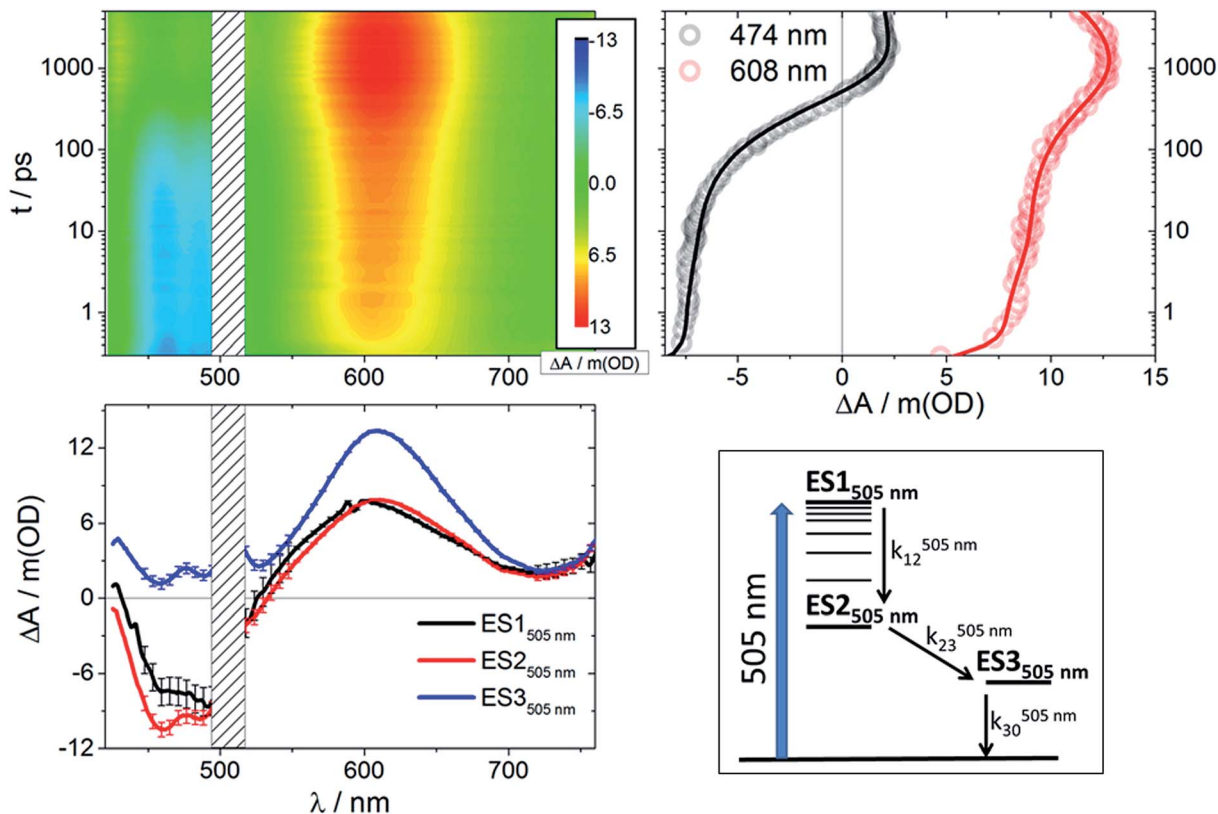 t / ps
1000
100
10
1
500
600
700
-13
-6.5
0.0
6.5
13
ΔA / m(OD)
474 nm
608 nm
1000
100
10
1
-5
0
5
10
15
ΔA / m(OD)
ΔA / m(OD)
12
6
0
-6
-12
ES1505 nm
ES2505 nm
ES3505 nm
500
600
700
λ / nm
505 nm
ES1505 nm
k12505 nm
ES2505 nm
k23505 nm
ES3505 nm
k30505 nm